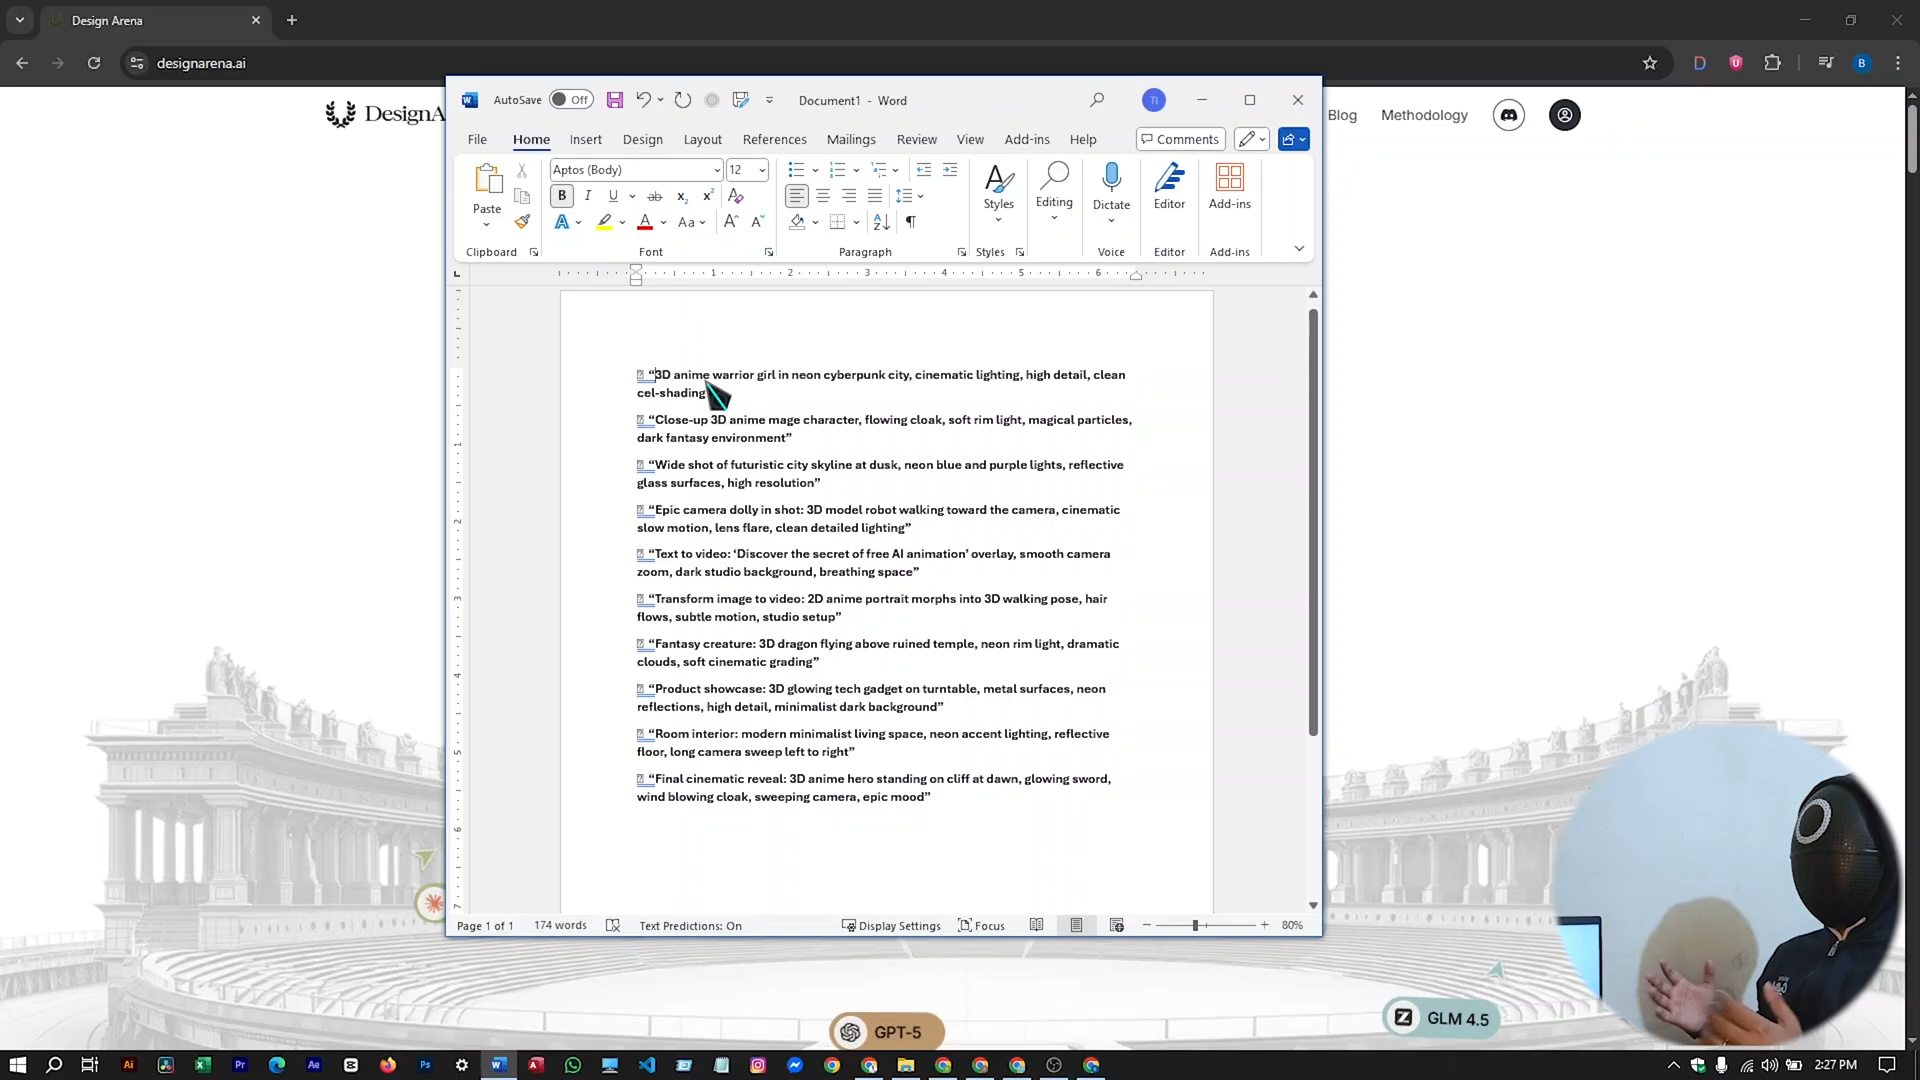 Design Arena
designarena.ai
DesignA
Blog
Methodology
AutoSave
Off
Document1 - Word
TI
File
Home
Insert
Design
Layout
References
Mailings
Review
View
Add-ins
Help
Comments
Paste
Aptos (Body)
12
Styles
Editing
Dictate
Editor
Add-ins
Clipboard
Font
Paragraph
Styles
Voice
Editor
Add-ins
1 2 3 4 5 6
“3D anime warrior girl in neon cyberpunk city, cinematic lighting, high detail, clean
cel-shading
“Close-up 3D anime mage character, flowing cloak, soft rim light, magical particles,
dark fantasy environment”
“Wide shot of futuristic city skyline at dusk, neon blue and purple lights, reflective
glass surfaces, high resolution”
“Epic camera dolly in shot: 3D model robot walking toward the camera, cinematic
slow motion, lens flare, clean detailed lighting”
“Text to video: ‘Discover the secret of free AI animation’ overlay, smooth camera
zoom, dark studio background, breathing space”
“Transform image to video: 2D anime portrait morphs into 3D walking pose, hair
flows, subtle motion, studio setup”
“Fantasy creature: 3D dragon flying above ruined temple, neon rim light, dramatic
clouds, soft cinematic grading”
“Product showcase: 3D glowing tech gadget on turntable, metal surfaces, neon
reflections, high detail, minimalist dark background”
“Room interior: modern minimalist living space, neon accent lighting, reflective
floor, long camera sweep left to right”
“Final cinematic reveal: 3D anime hero standing on cliff at dawn, glowing sword,
wind blowing cloak, sweeping camera, epic mood”
Page 1 of 1
174 words
Text Predictions: On
Display Settings
Focus
80%
GPT-5
GLM 4.5
2:27 PM